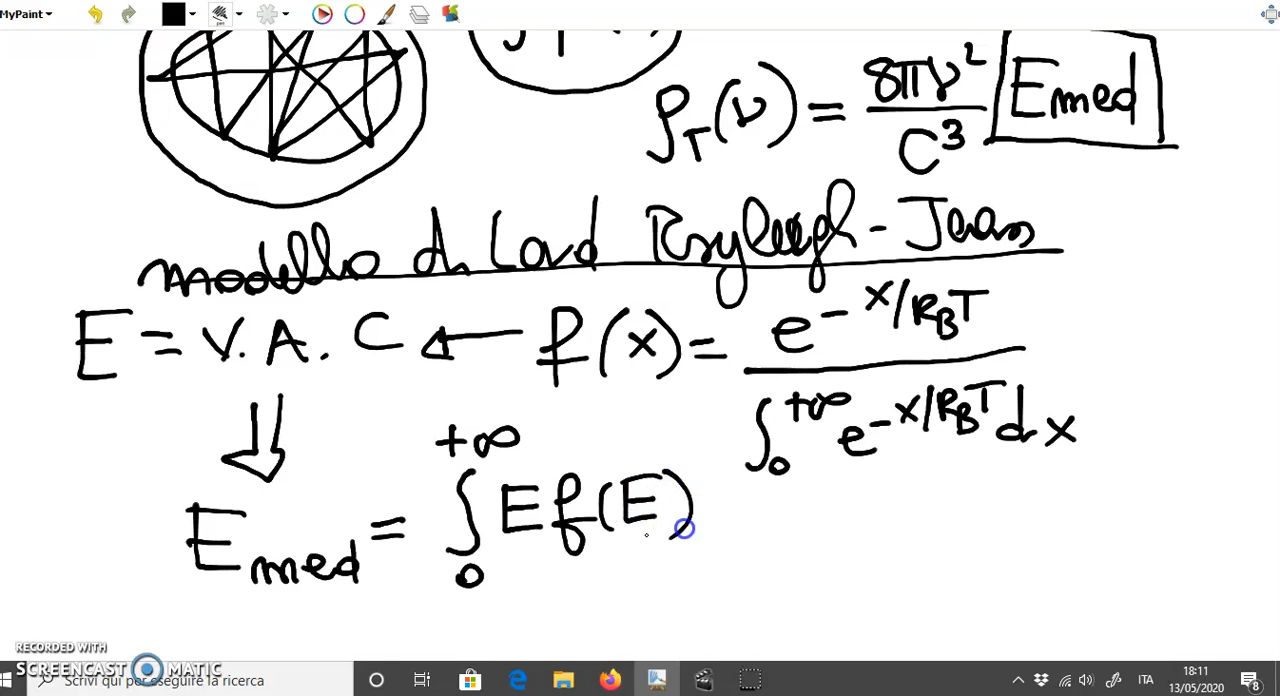 MyPaint
ρT(ν) = 8πν² / C³ Emed
modello di Lord Rayleigh - Jeans
E = V.A. C ← f(x) = e^{-x/KBT} / ∫₀^{+∞} e^{-x/KBT} dx
⇓
Emed = ∫₀^{+∞} E f(E)
RECORDED WITH
SCREENCAST MATIC
Scrivi qui per eseguire la ricerca
ITA
18:11
13/05/2020
8